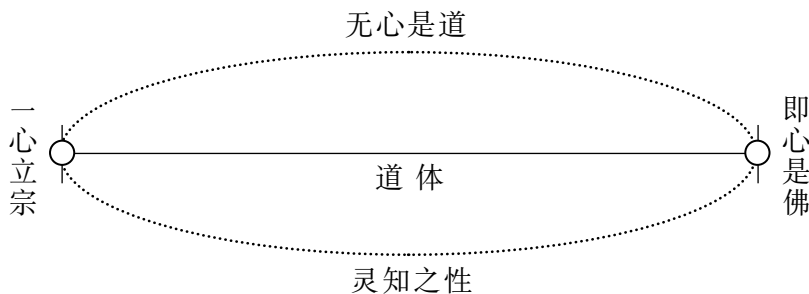 无心是道
一心立宗
即心是佛
道体
灵知之性